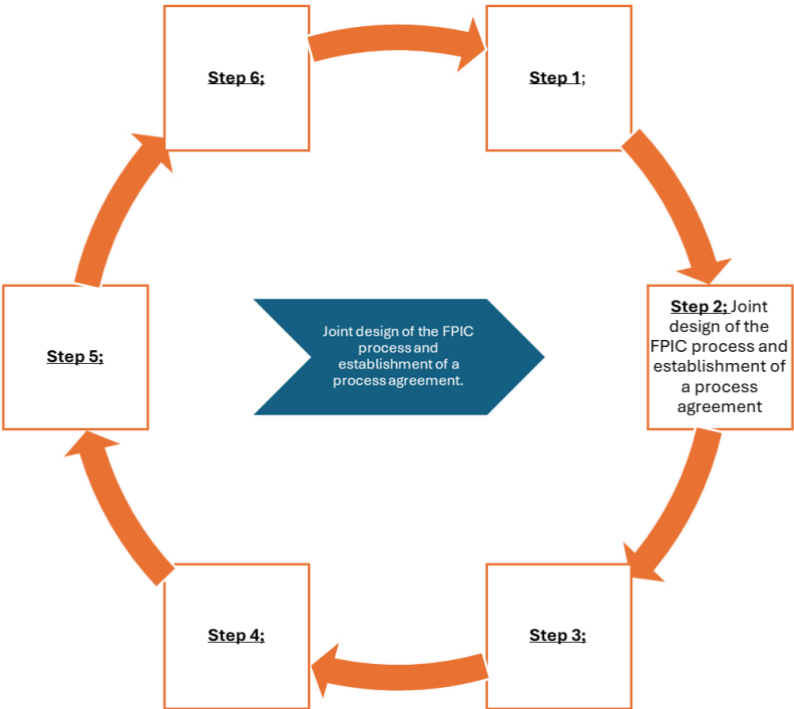 Step 6;
Step 1;
Step 2; Joint
design of the
FPIC process and
establishment of
a process
agreement
Joint design of the FPIC
process and
establishment of a
process agreement.
Step 5;
Step 4;
Step 3;